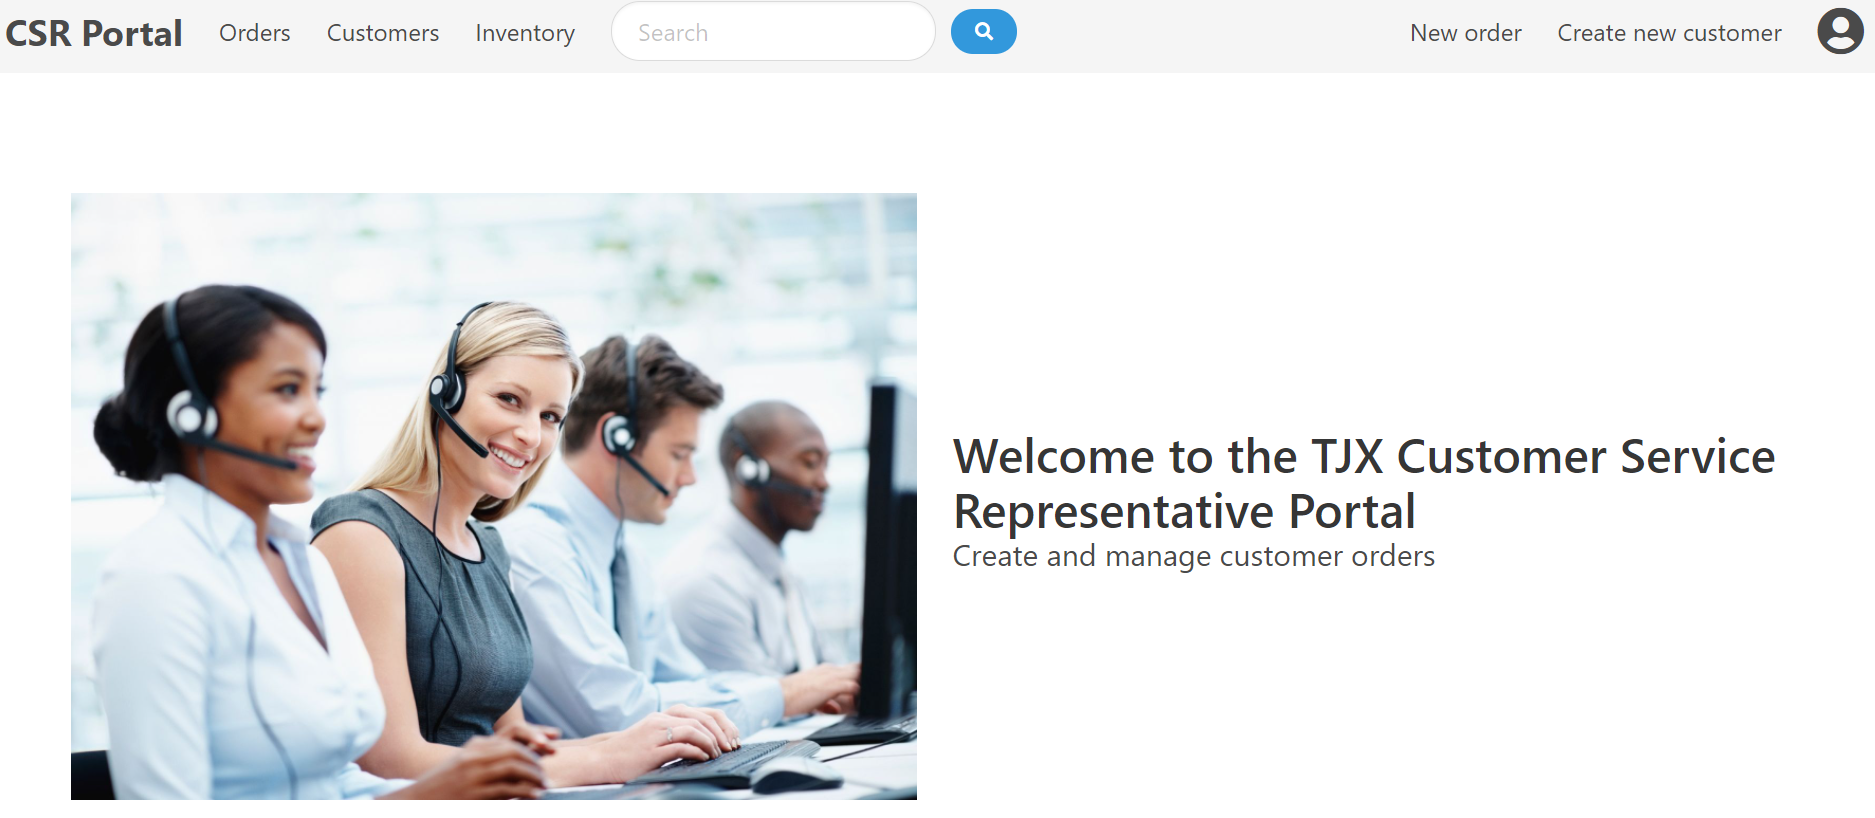 CSR Portal Orders Customers Inventory Search New order Create new customer
Welcome to the TJX Customer Service
Representative Portal
Create and manage customer orders